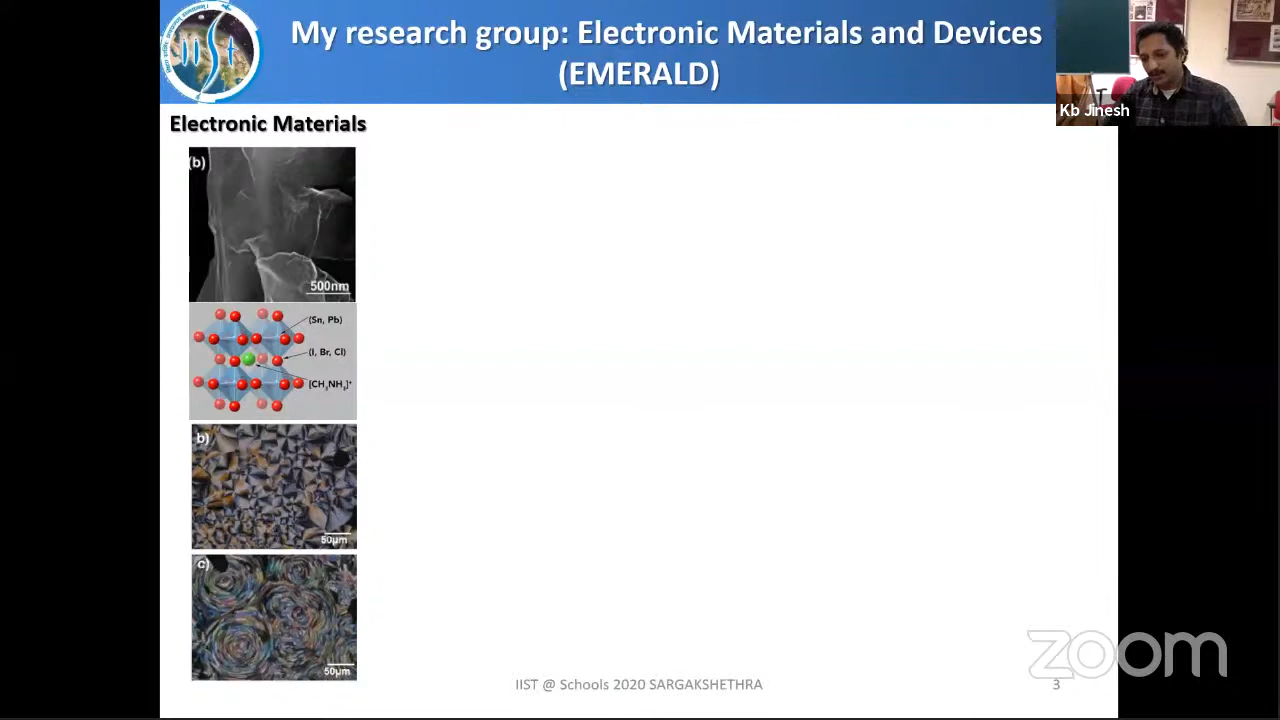 My research group: Electronic Materials and Devices
(EMERALD)
iist
Kb Jinesh
Electronic Materials
(b)
500nm
(Sn, Pb)
(I, Br, Cl)
[CH₃NH₃]⁺
b)
50µm
c)
50µm
IIST @ Schools 2020 SARGAKSHETHRA
3
zoom